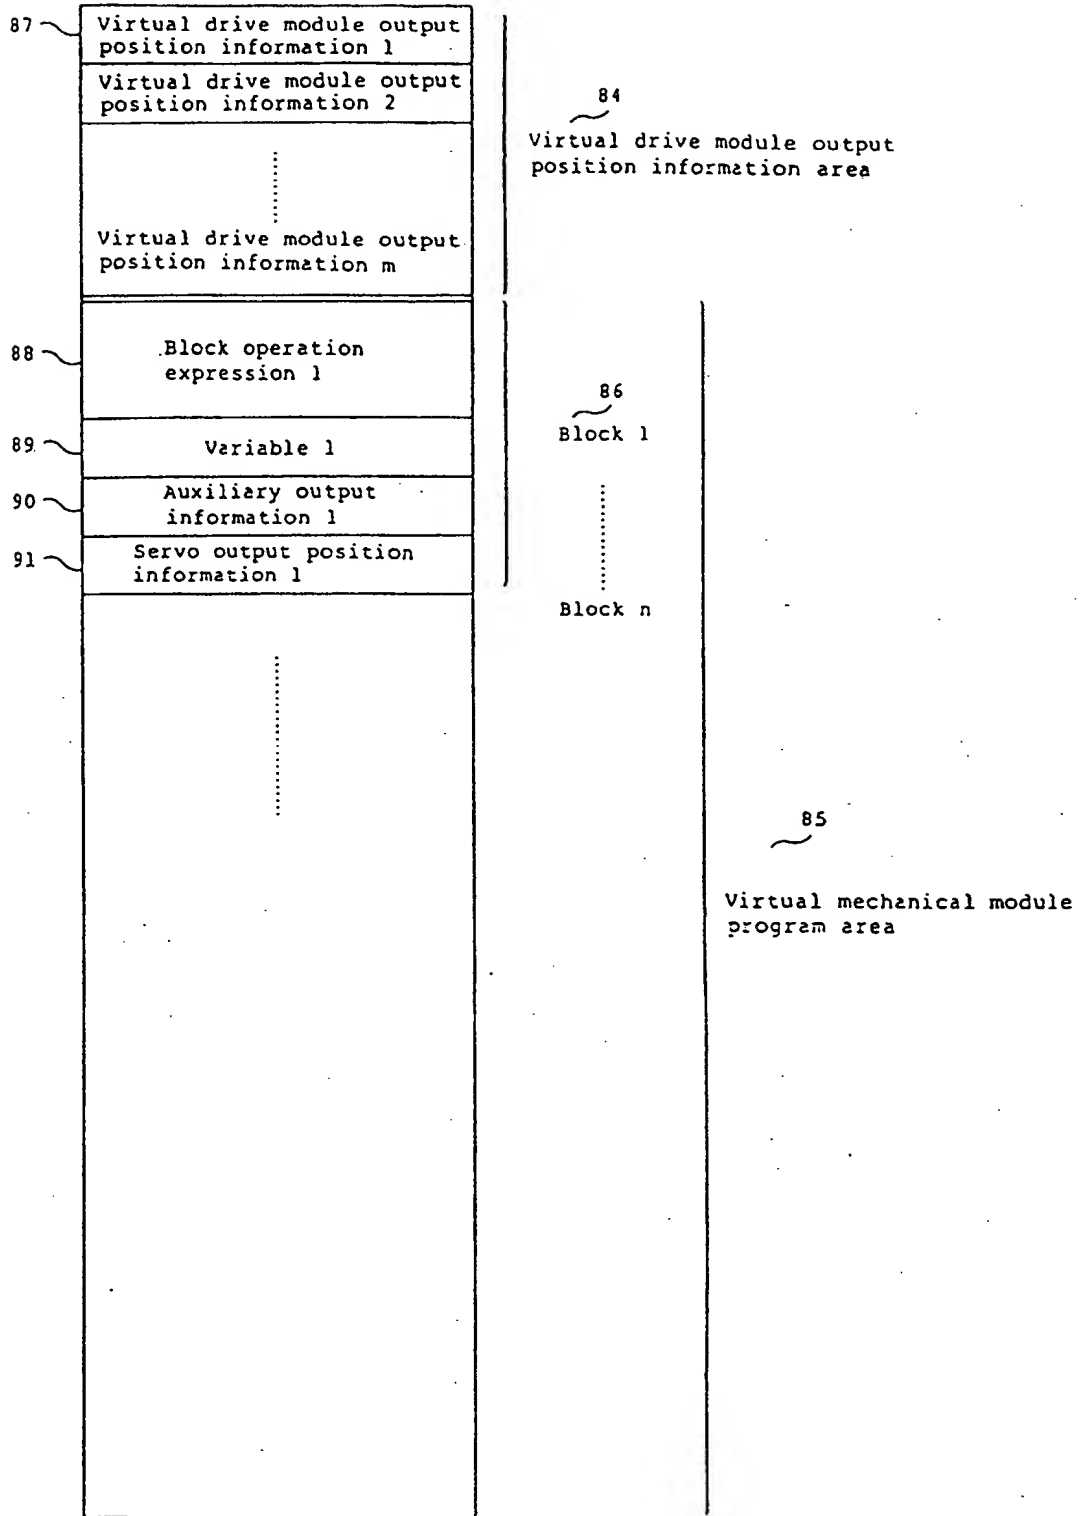 87
Virtual drive module output
position information 1
Virtual drive module output
position information 2
84
Virtual drive module output
position information area
Virtual drive module output
position information m
88
Block operation
expression 1
86
Block 1
89
Variable 1
90
Auxiliary output
information 1
91
Servo output position
information 1
Block n
85
Virtual mechanical module
program area